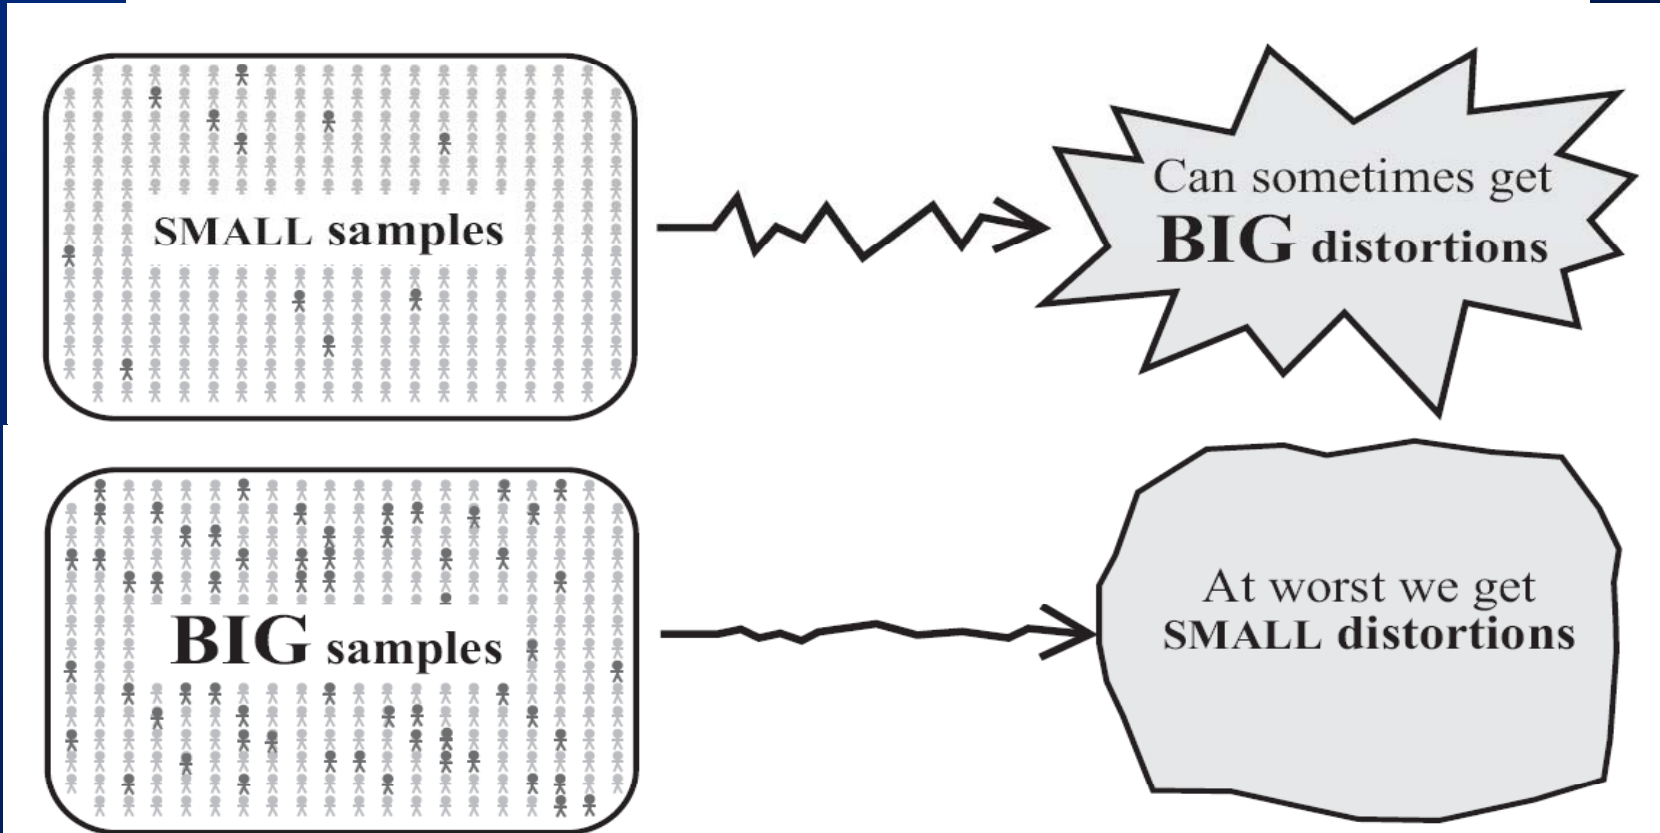 SMALL samples
Can sometimes get
BIG distortions
BIG samples
At worst we get
SMALL distortions